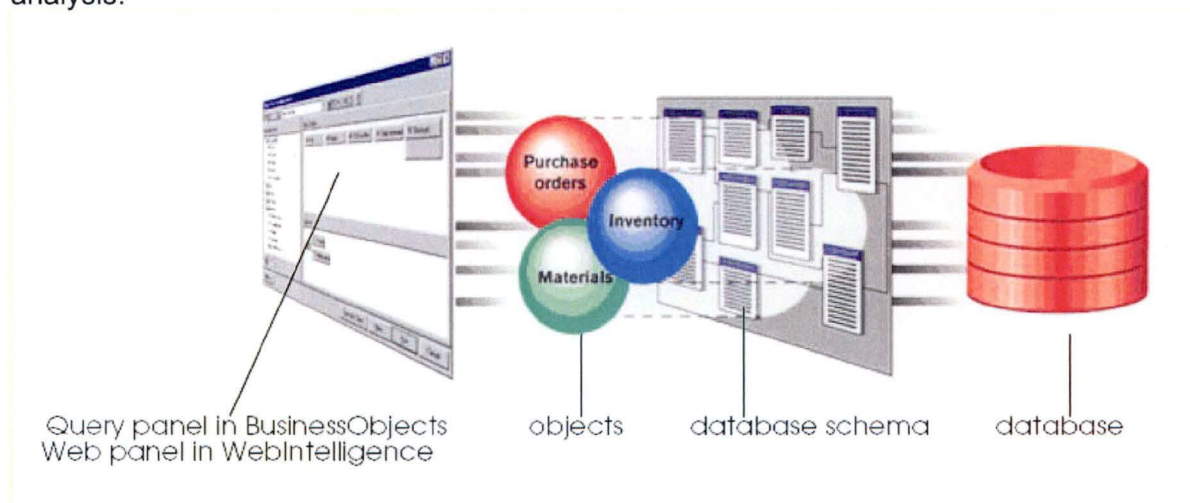 analysis.
Purchase
orders
Inventory
Materials
Query panel in BusinessObjects
Web panel in WebIntelligence
objects
database schema
database